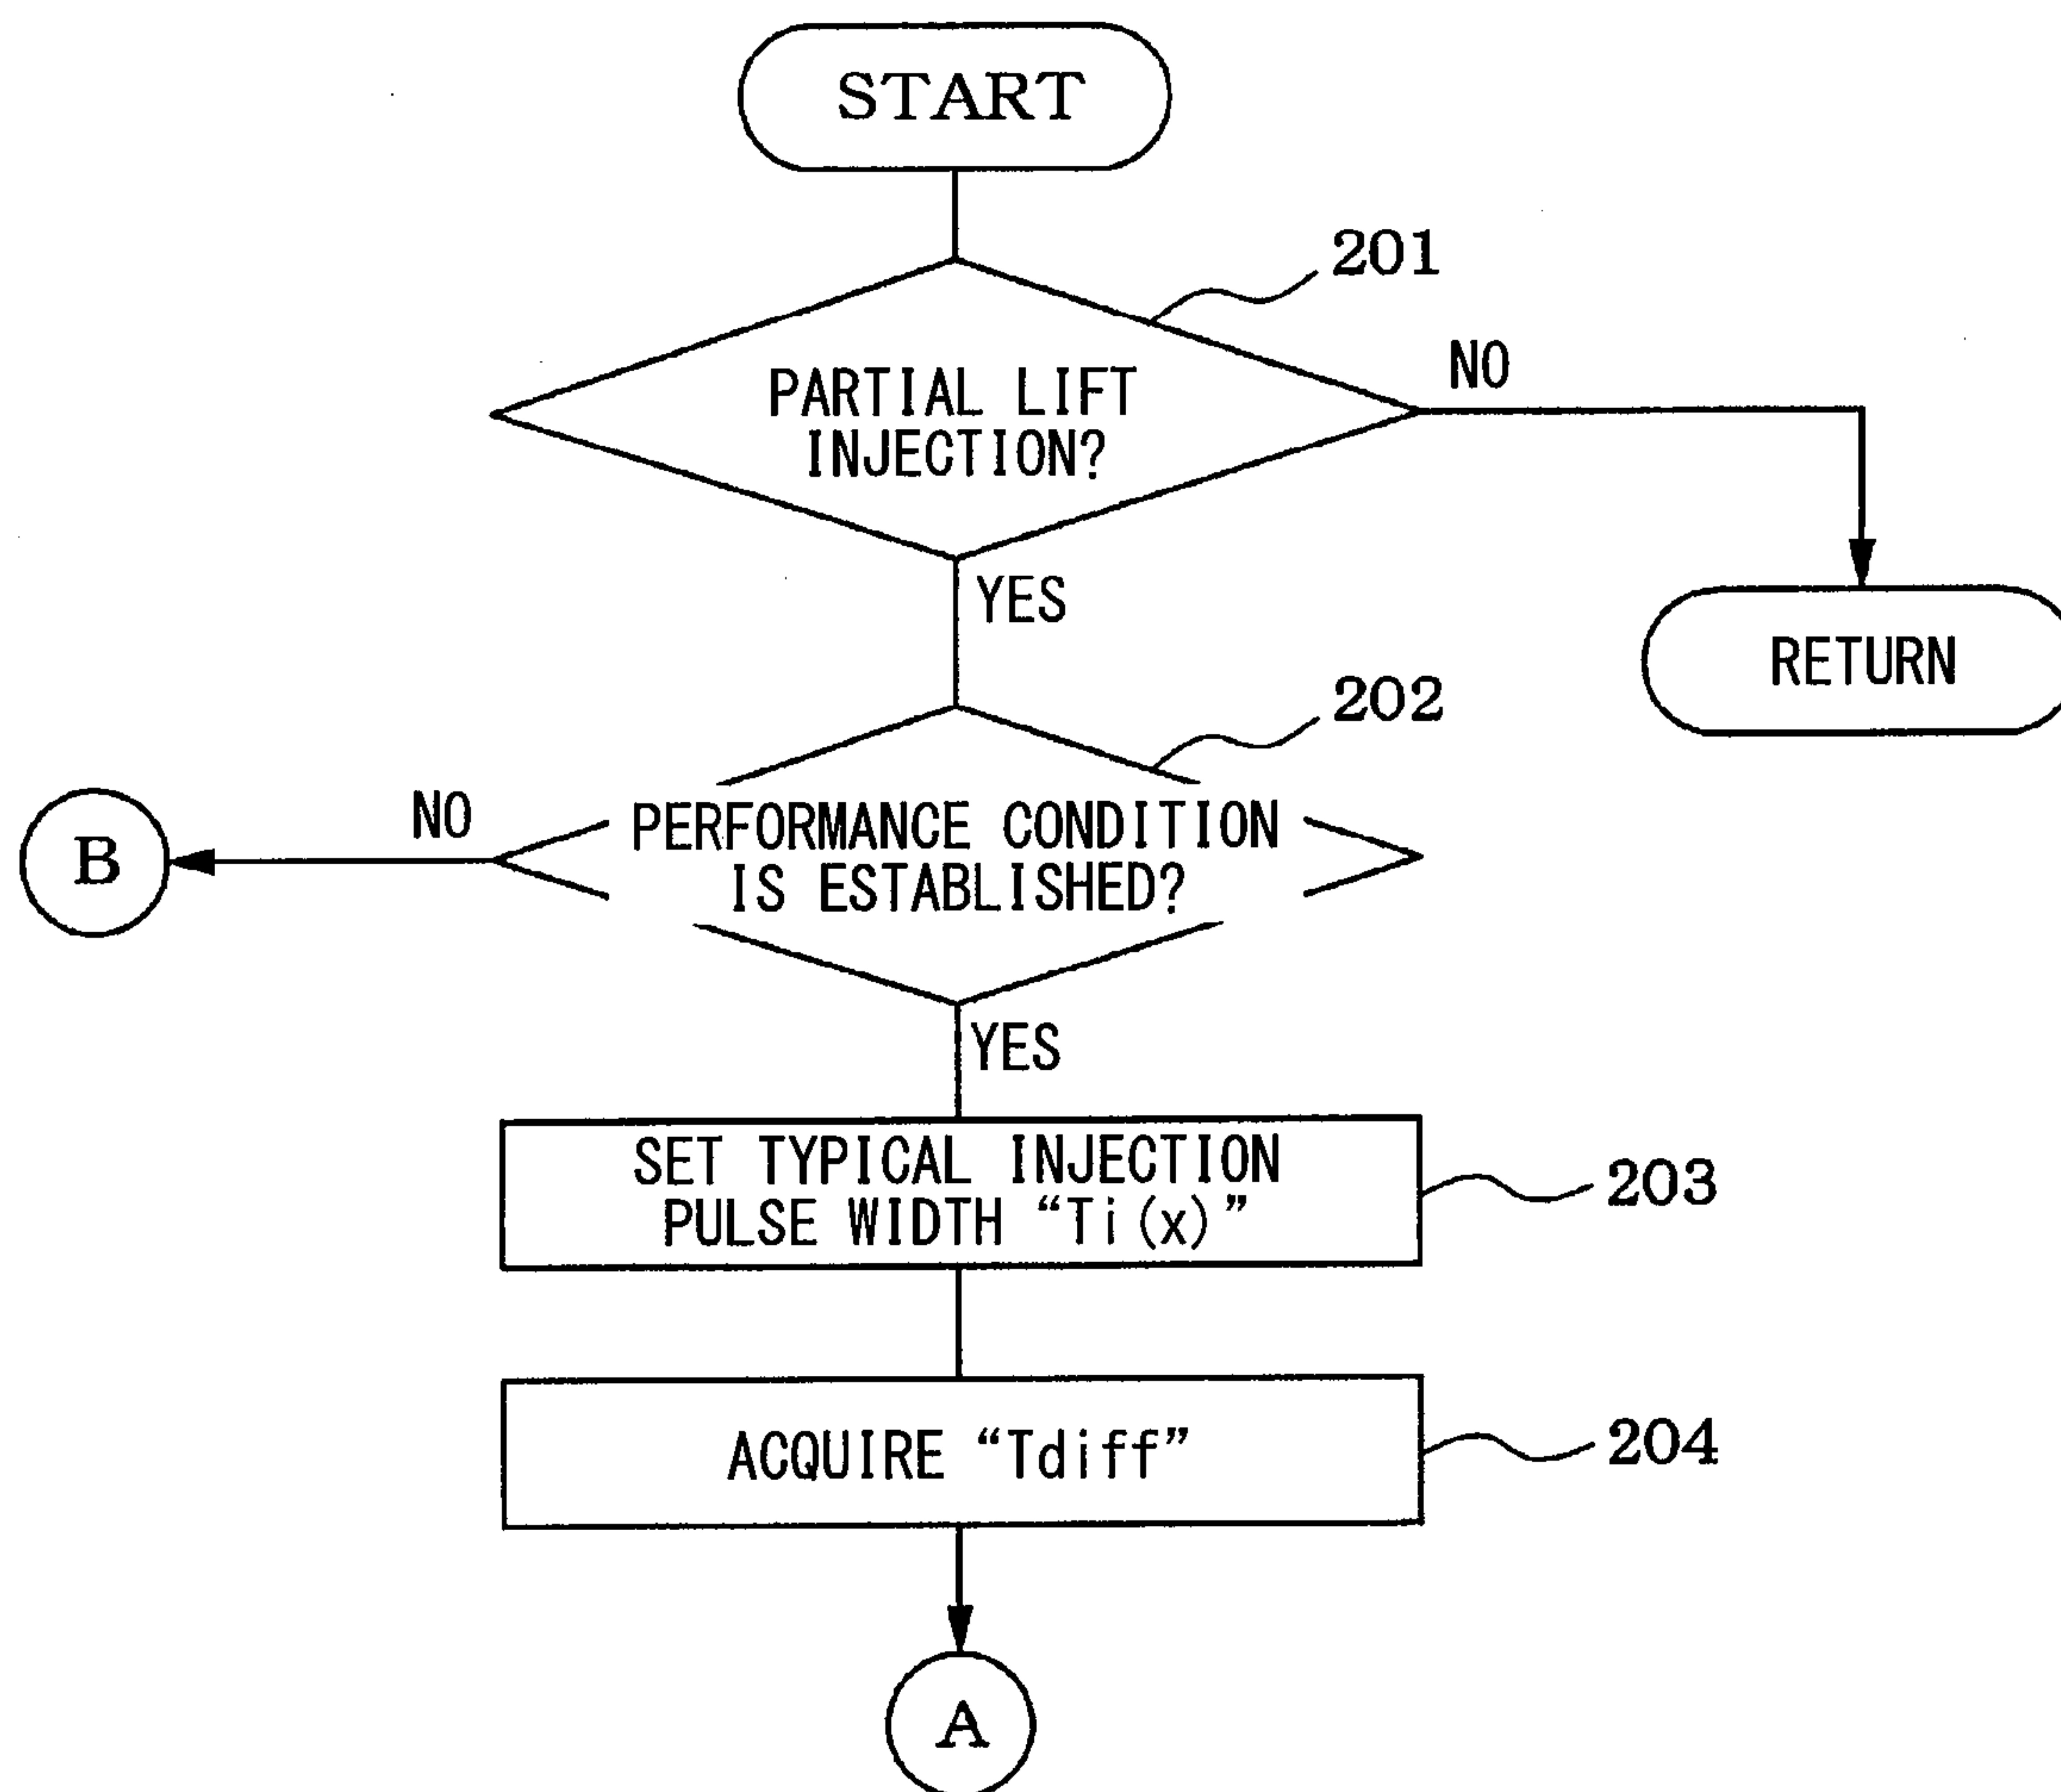 START
201
PARTIAL LIFT
INJECTION?
NO
YES
RETURN
202
NO
PERFORMANCE CONDITION
IS ESTABLISHED?
B
YES
SET TYPICAL INJECTION
PULSE WIDTH “Ti(x)”
203
ACQUIRE “Tdiff”
204
A